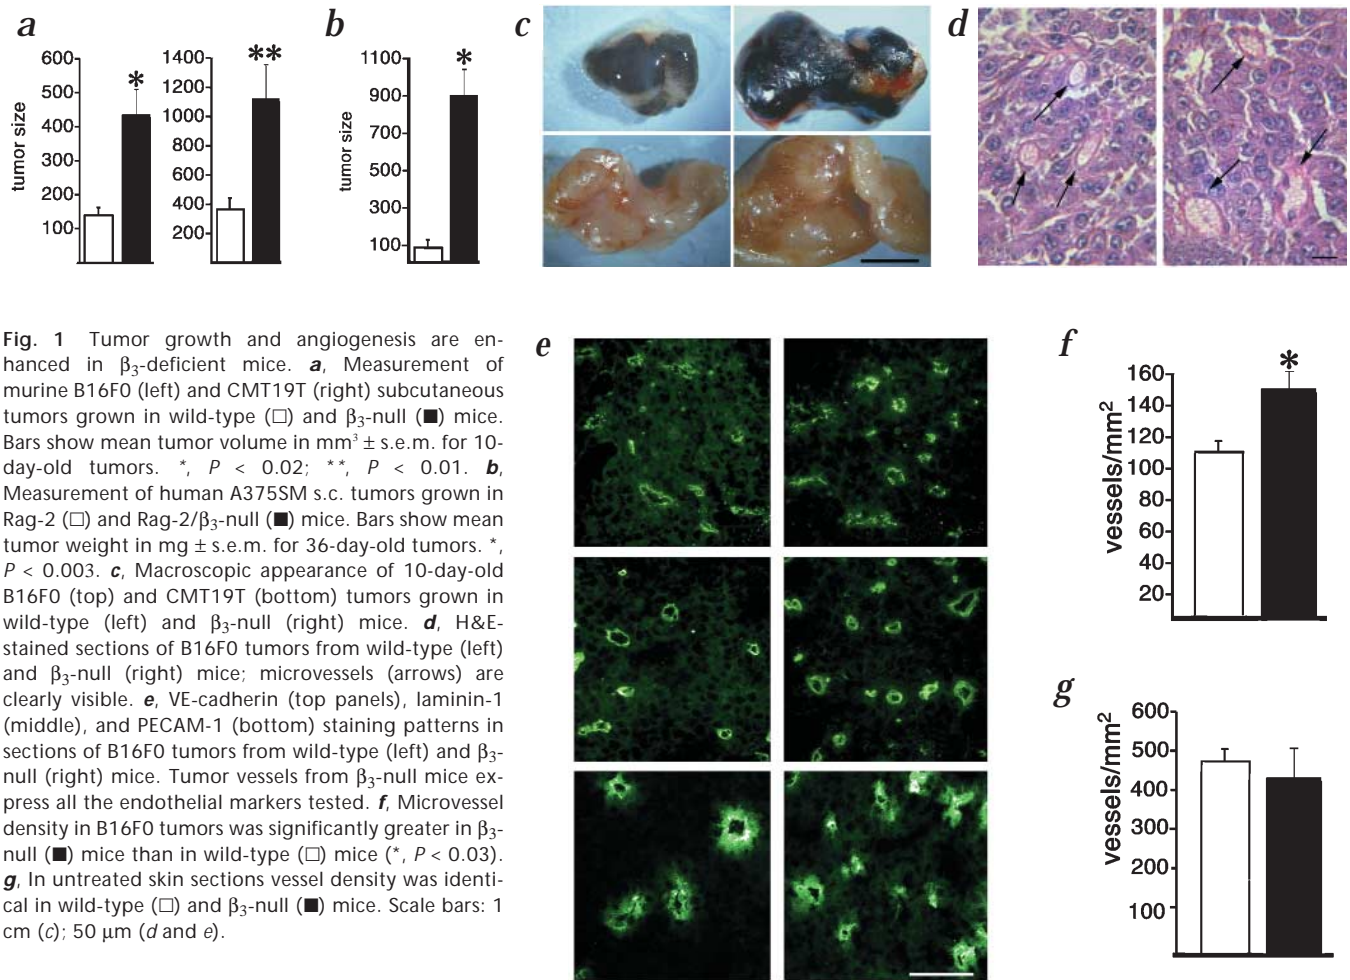 a
tumor size
600
500
400
300
200
100
*
1400
1200
1000
800
600
400
200
**
b
tumor size
1100
900
700
500
300
100
*
c
d
Fig. 1 Tumor growth and angiogenesis are en-
hanced in β₃-deficient mice. a, Measurement of
murine B16F0 (left) and CMT19T (right) subcutaneous
tumors grown in wild-type (□) and β₃-null (■) mice.
Bars show mean tumor volume in mm³ ± s.e.m. for 10-
day-old tumors. *, P < 0.02; **, P < 0.01. b,
Measurement of human A375SM s.c. tumors grown in
Rag-2 (□) and Rag-2/β₃-null (■) mice. Bars show mean
tumor weight in mg ± s.e.m. for 36-day-old tumors. *,
P < 0.003. c, Macroscopic appearance of 10-day-old
B16F0 (top) and CMT19T (bottom) tumors grown in
wild-type (left) and β₃-null (right) mice. d, H&E-
stained sections of B16F0 tumors from wild-type (left)
and β₃-null (right) mice; microvessels (arrows) are
clearly visible. e, VE-cadherin (top panels), laminin-1
(middle), and PECAM-1 (bottom) staining patterns in
sections of B16F0 tumors from wild-type (left) and β₃-
null (right) mice. Tumor vessels from β₃-null mice ex-
press all the endothelial markers tested. f, Microvessel
density in B16F0 tumors was significantly greater in β₃-
null (■) mice than in wild-type (□) mice (*, P < 0.03).
g, In untreated skin sections vessel density was identi-
cal in wild-type (□) and β₃-null (■) mice. Scale bars: 1
cm (c); 50 μm (d and e).
e
f
vessels/mm²
160
140
120
100
80
60
40
20
*
g
vessels/mm²
600
500
400
300
200
100